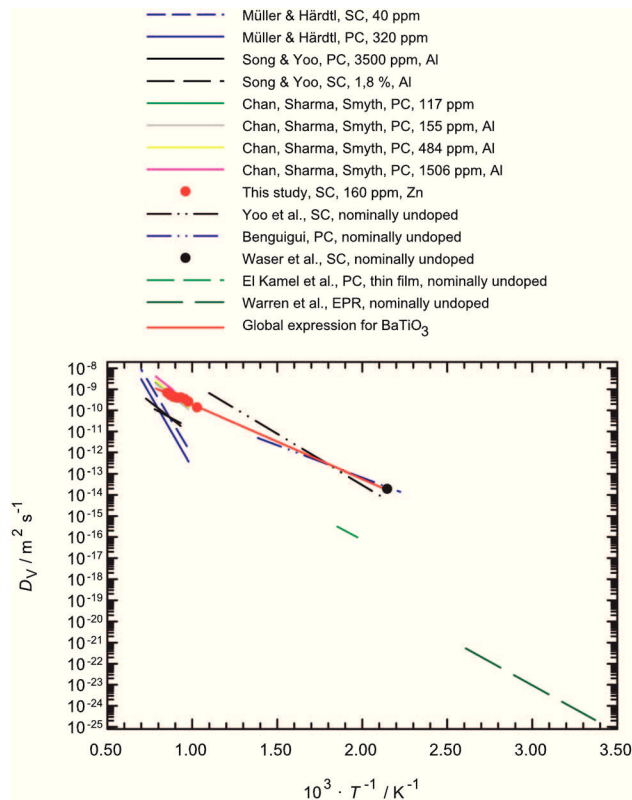 Müller & Härdtl, SC, 40 ppm
Müller & Härdtl, PC, 320 ppm
Song & Yoo, PC, 3500 ppm, Al
Song & Yoo, SC, 1,8 %, Al
Chan, Sharma, Smyth, PC, 117 ppm
Chan, Sharma, Smyth, PC, 155 ppm, Al
Chan, Sharma, Smyth, PC, 484 ppm, Al
Chan, Sharma, Smyth, PC, 1506 ppm, Al
This study, SC, 160 ppm, Zn
Yoo et al., SC, nominally undoped
Benguigui, PC, nominally undoped
Waser et al., SC, nominally undoped
El Kamel et al., PC, thin film, nominally undoped
Warren et al., EPR, nominally undoped
Global expression for BaTiO₃
10⁻⁸
10⁻⁹
10⁻¹⁰
10⁻¹¹
10⁻¹²
10⁻¹³
10⁻¹⁴
10⁻¹⁵
10⁻¹⁶
10⁻¹⁷
10⁻¹⁸
10⁻¹⁹
10⁻²⁰
10⁻²¹
10⁻²²
10⁻²³
10⁻²⁴
10⁻²⁵
D_V / m² s⁻¹
0.50 1.00 1.50 2.00 2.50 3.00 3.50
10³ · T⁻¹ / K⁻¹